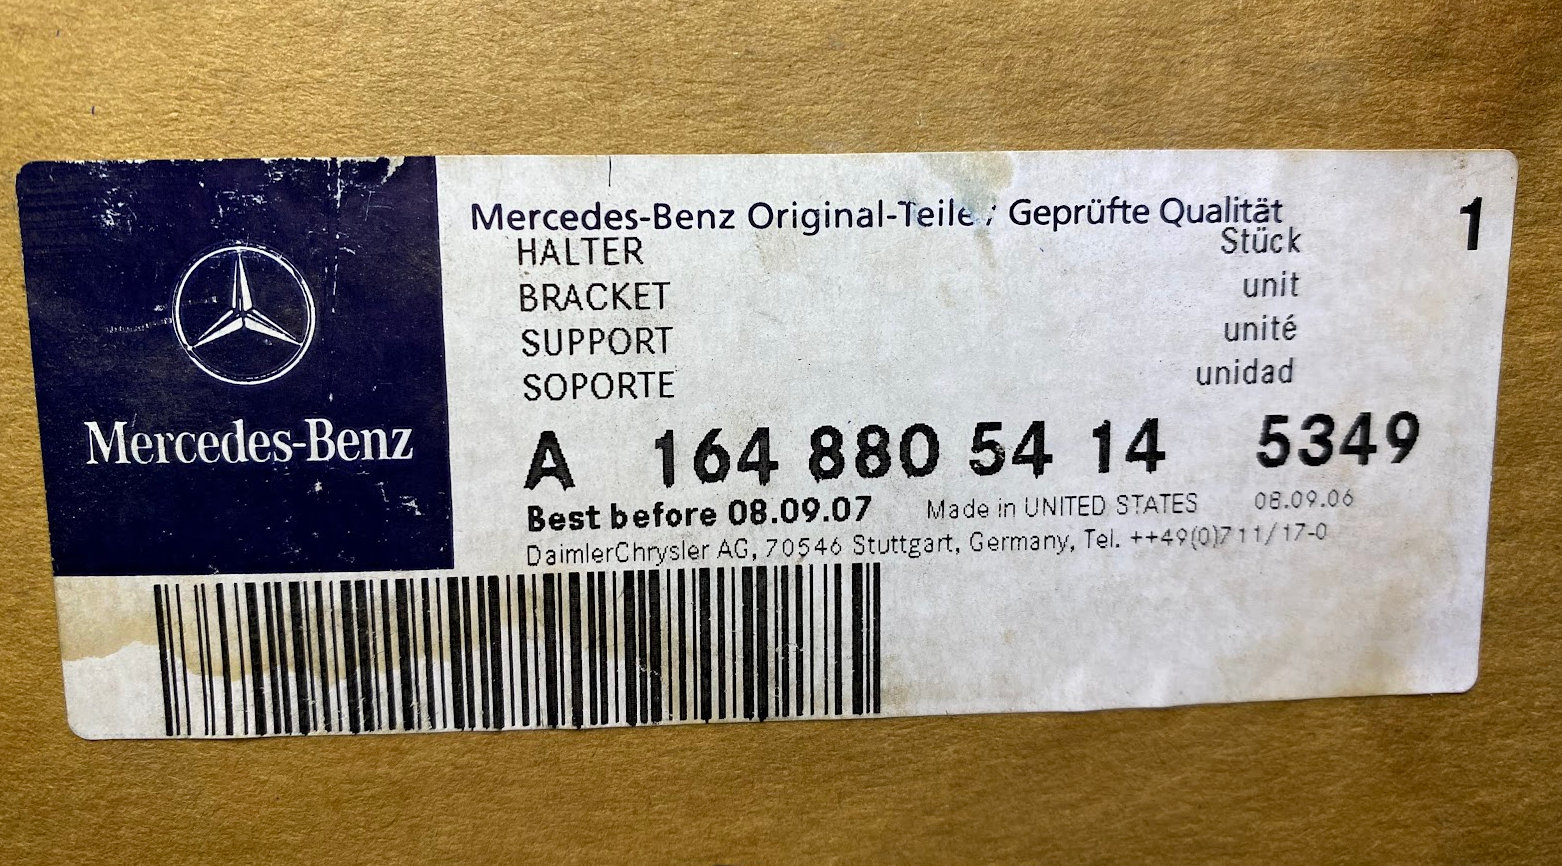 Mercedes-Benz
Mercedes-Benz Original-Teile / Geprüfte Qualität
HALTER Stück 1
BRACKET unit
SUPPORT unité
SOPORTE unidad
A 164 880 54 14 5349
Best before 08.09.07 Made in UNITED STATES 08.09.06
DaimlerChrysler AG, 70546 Stuttgart, Germany, Tel. ++49(0)711/17-0